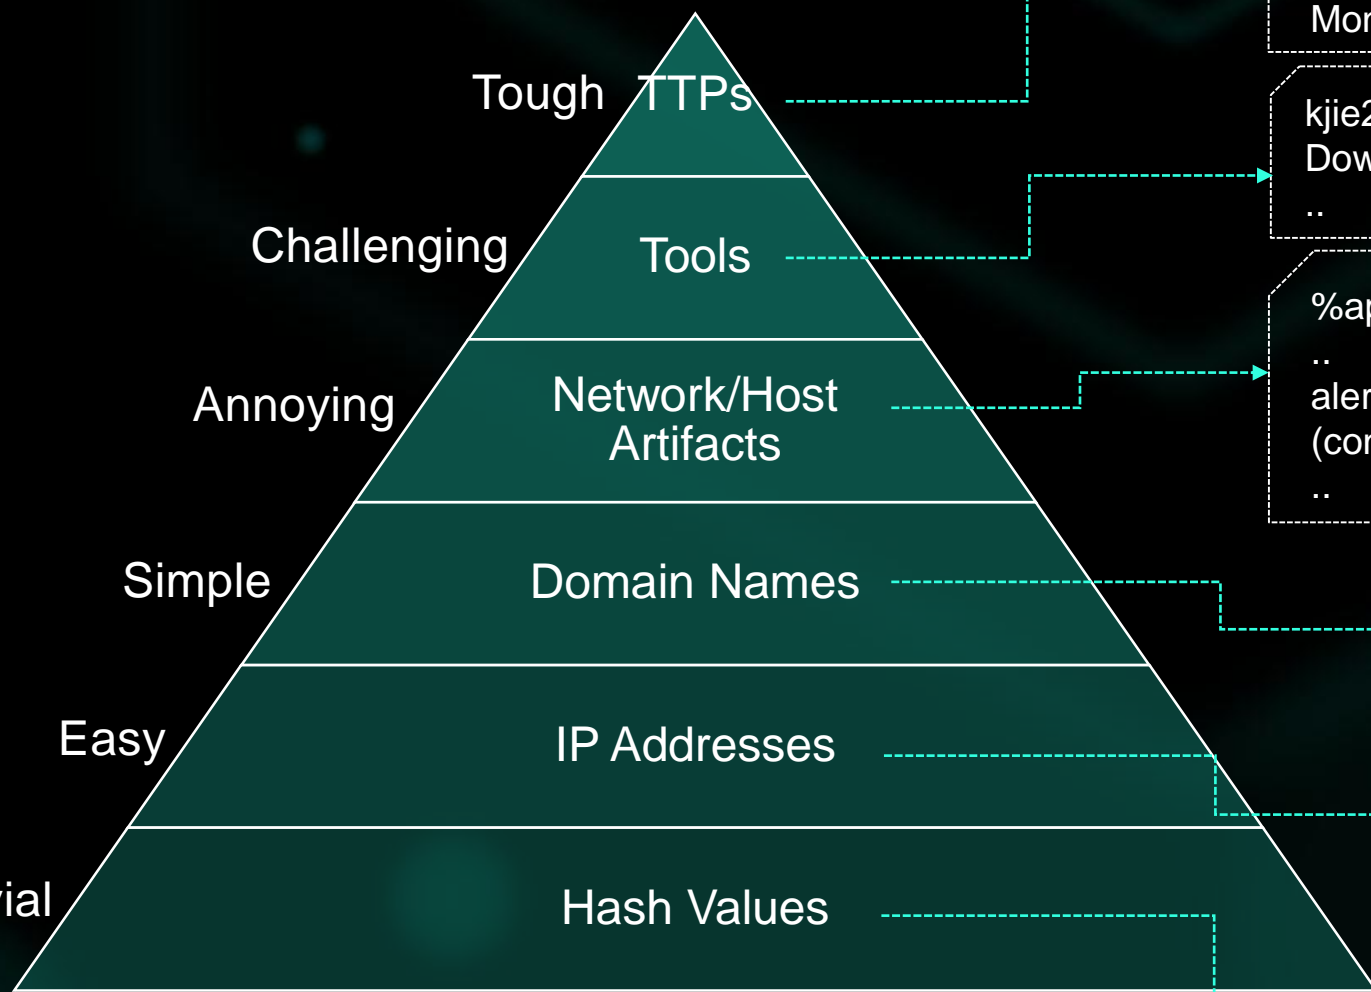 Tough
TTPs
Challenging
Tools
Annoying
Network/Host
Artifacts
Simple
Domain Names
Easy
IP Addresses
Hash Values
..
..
..